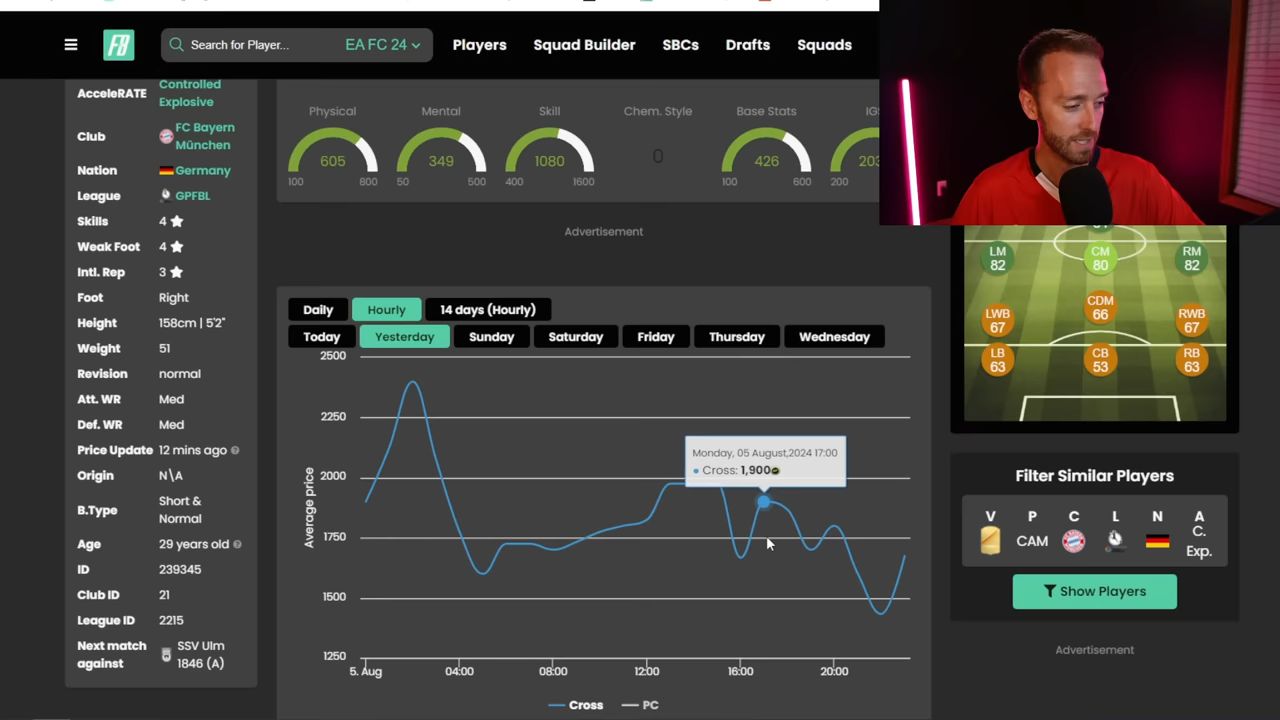 FB
Search for Player...
EA FC 24
Players
Squad Builder
SBCs
Drafts
Squads
AcceleRATE
Controlled
Explosive
Club
FC Bayern
München
Nation
Germany
League
GPFBL
Skills
4
Weak Foot
4
Intl. Rep
3
Foot
Right
Height
158cm | 5'2"
Weight
51
Revision
normal
Att. WR
Med
Def. WR
Med
Price Update
12 mins ago
Origin
N\A
B.Type
Short &
Normal
Age
29 years old
ID
239345
Club ID
21
League ID
2215
Next match
against
SSV Ulm
1846 (A)
Physical
605
100
800
Mental
349
50
500
Skill
1080
400
1600
Chem. Style
0
Base Stats
426
100
600
IG
203
200
Advertisement
Daily
Hourly
14 days (Hourly)
Today
Yesterday
Sunday
Saturday
Friday
Thursday
Wednesday
Average price
2500
2250
2000
1750
1500
1250
Monday, 05 August,2024 17:00
Cross: 1,900
5. Aug
04:00
08:00
12:00
16:00
20:00
Cross
PC
LM
82
CM
80
RM
82
LWB
67
CDM
66
RWB
67
LB
63
CB
53
RB
63
Filter Similar Players
V
P
C
L
N
A
CAM
C.
Exp.
Show Players
Advertisement